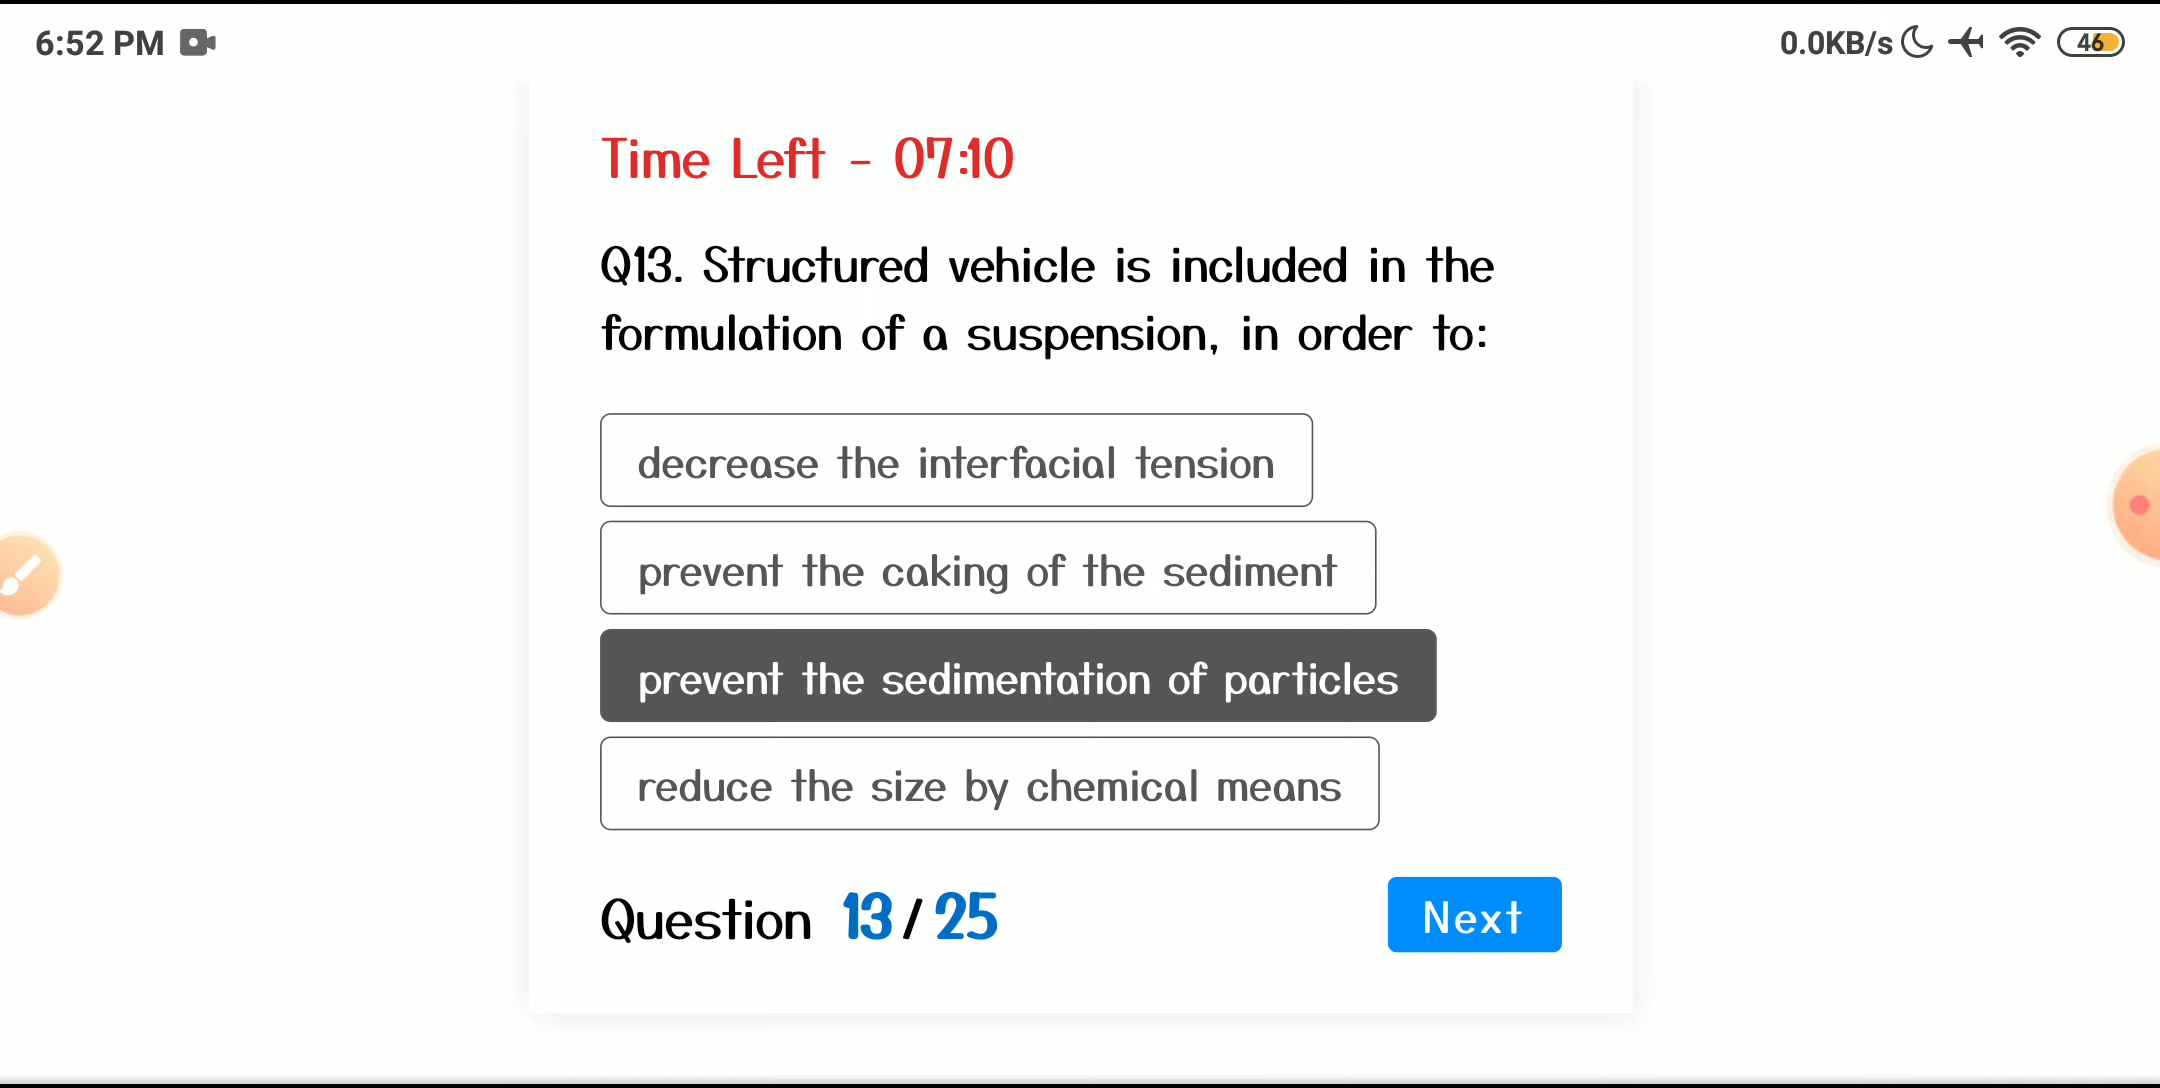 6:52 PM 0.0KB/s 46
Time Left - 07:10
Q13. Structured vehicle is included in the
formulation of a suspension, in order to:
decrease the interfacial tension
prevent the caking of the sediment
prevent the sedimentation of particles
reduce the size by chemical means
Question 13 / 25 Next